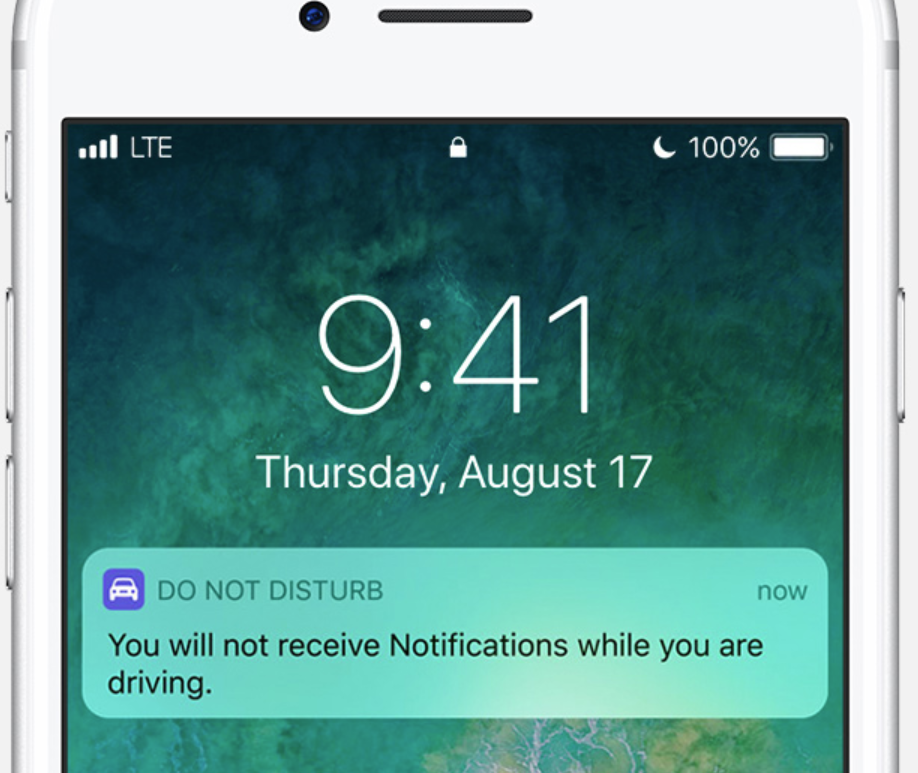 LTE
100%
9:41
Thursday, August 17
DO NOT DISTURB now
You will not receive Notifications while you are
driving.